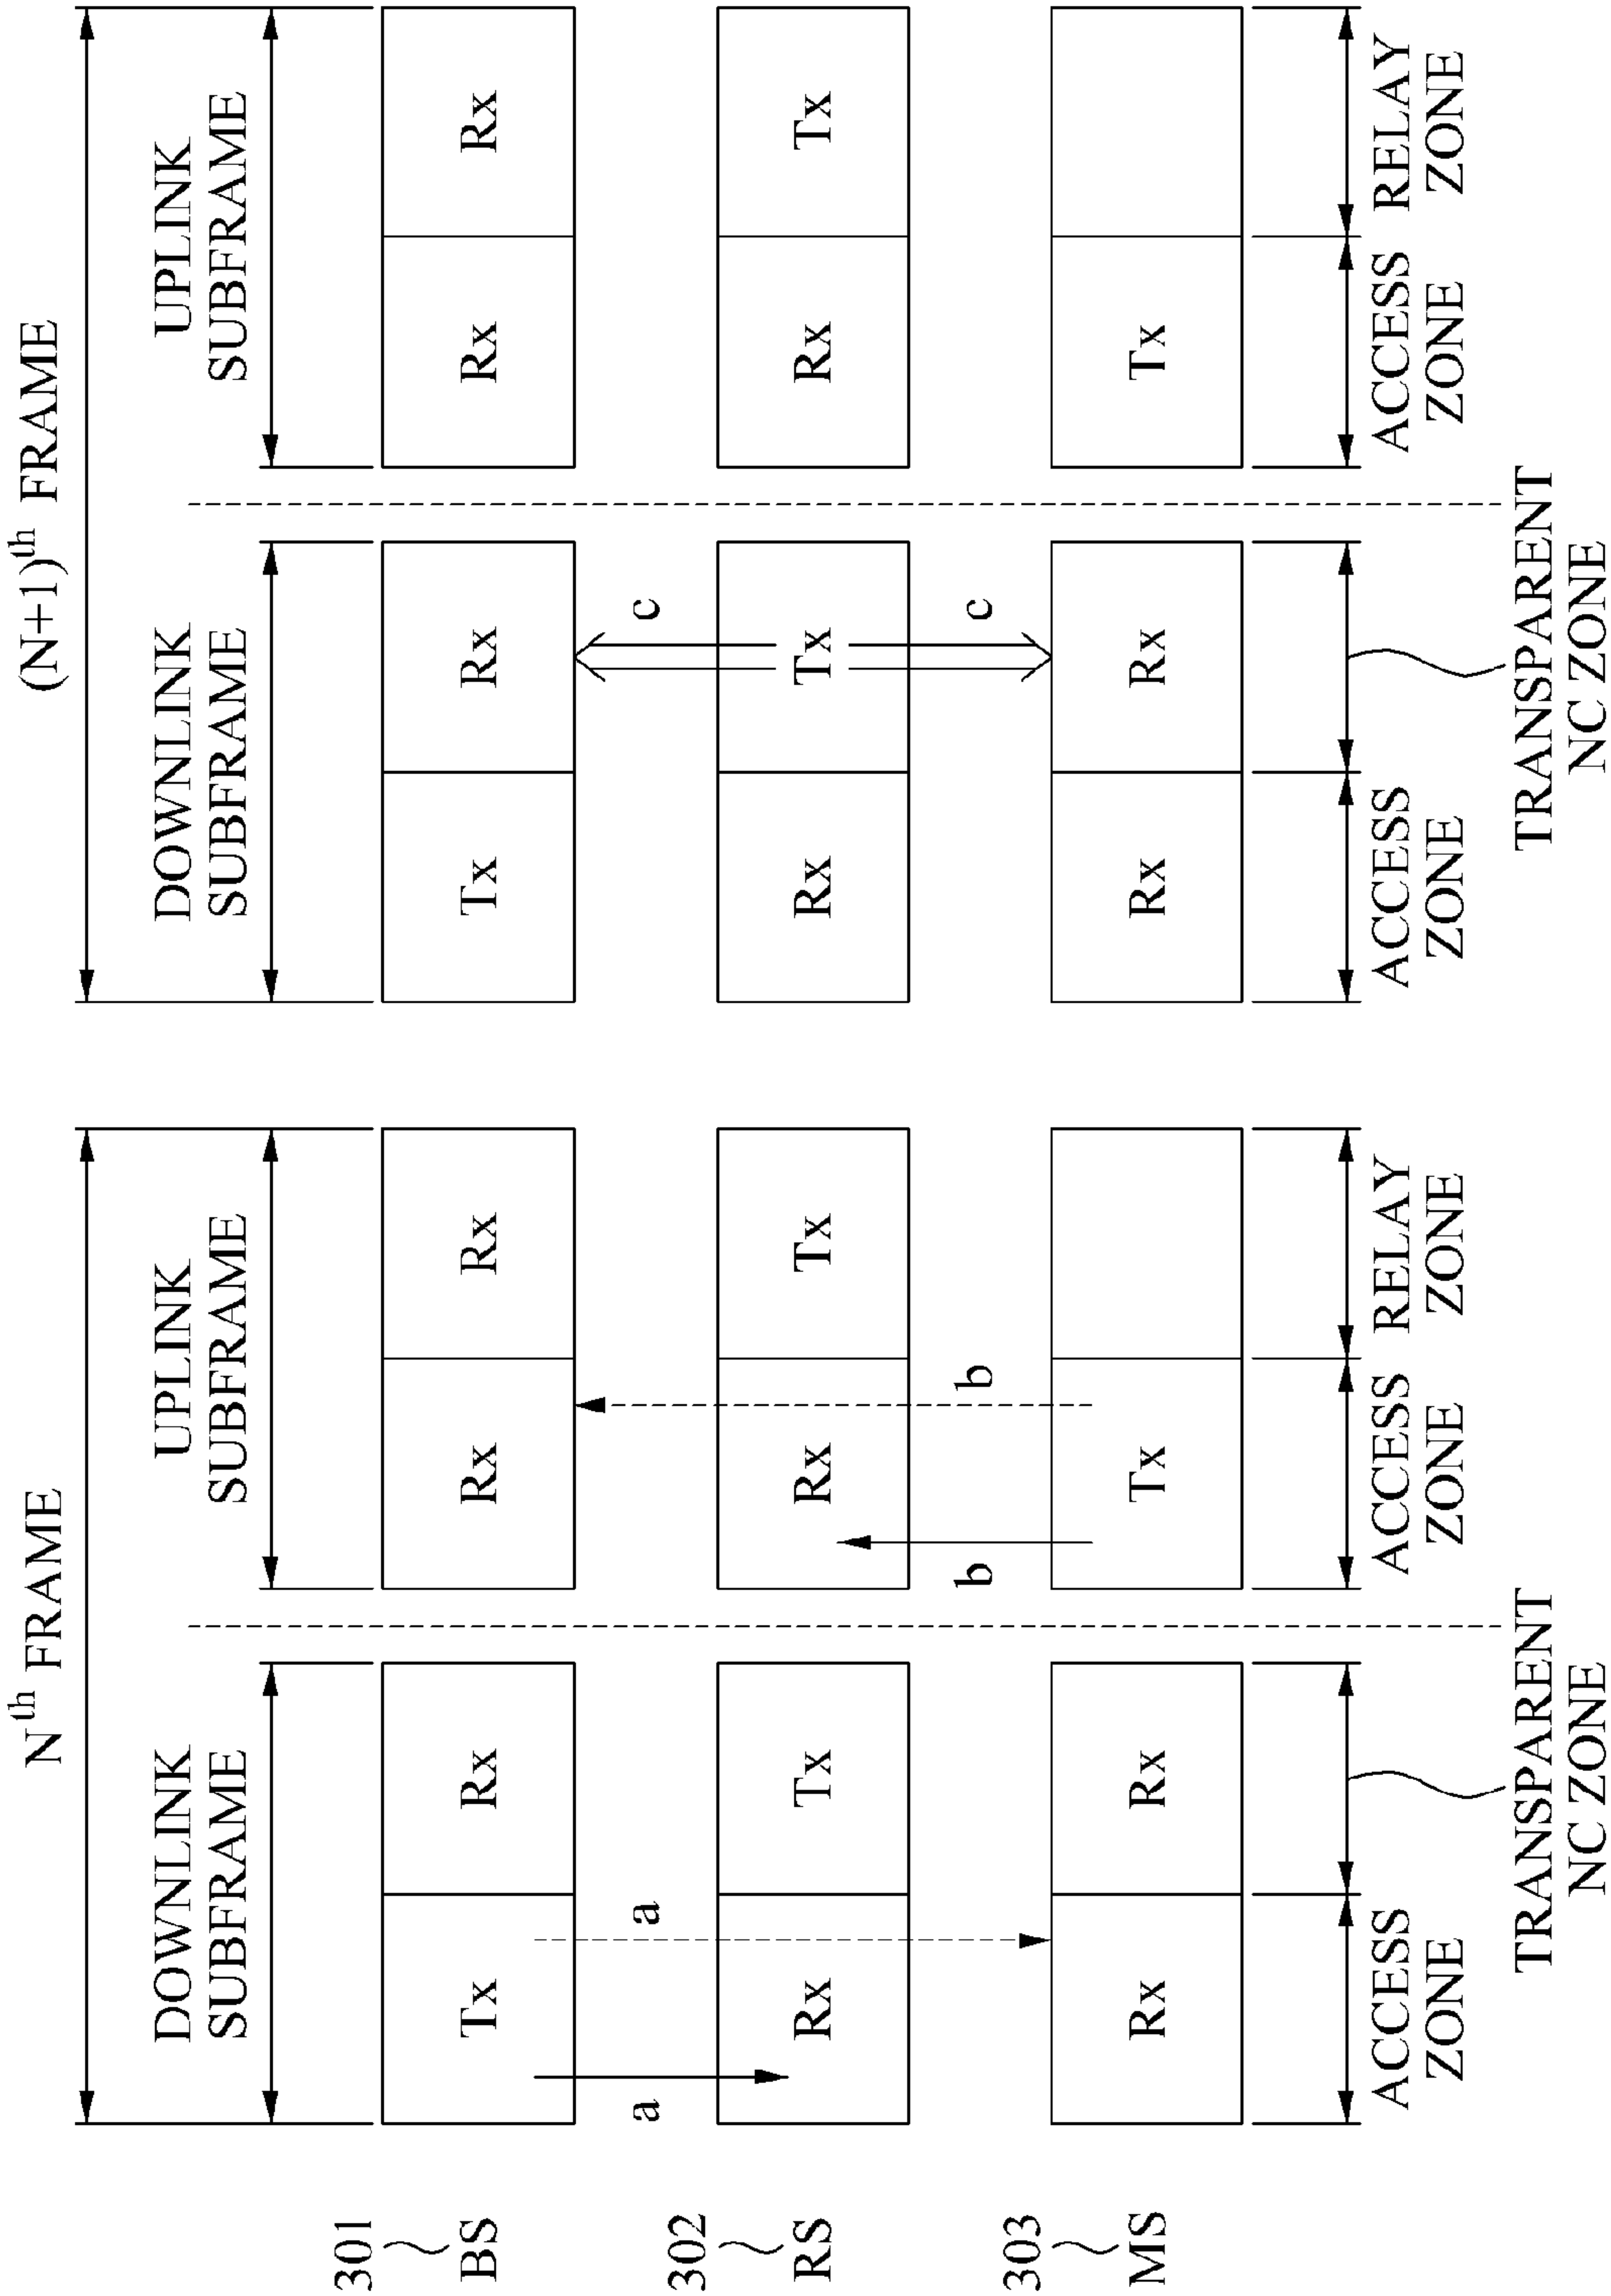 Nth FRAME
(N+1)th FRAME
DOWNLINK
SUBFRAME
UPLINK
SUBFRAME
DOWNLINK
SUBFRAME
UPLINK
SUBFRAME
301
BS
Tx
Rx
Rx
Rx
Tx
Rx
Rx
Rx
a
a
c
302
RS
Rx
Tx
Rx
Tx
Rx
Tx
Rx
Tx
b
b
c
303
MS
Rx
Rx
Tx
Rx
Rx
Tx
ACCESS
ZONE
ACCESS
ZONE
RELAY
ZONE
ACCESS
ZONE
ACCESS
ZONE
RELAY
ZONE
TRANSPARENT
NC ZONE
TRANSPARENT
NC ZONE